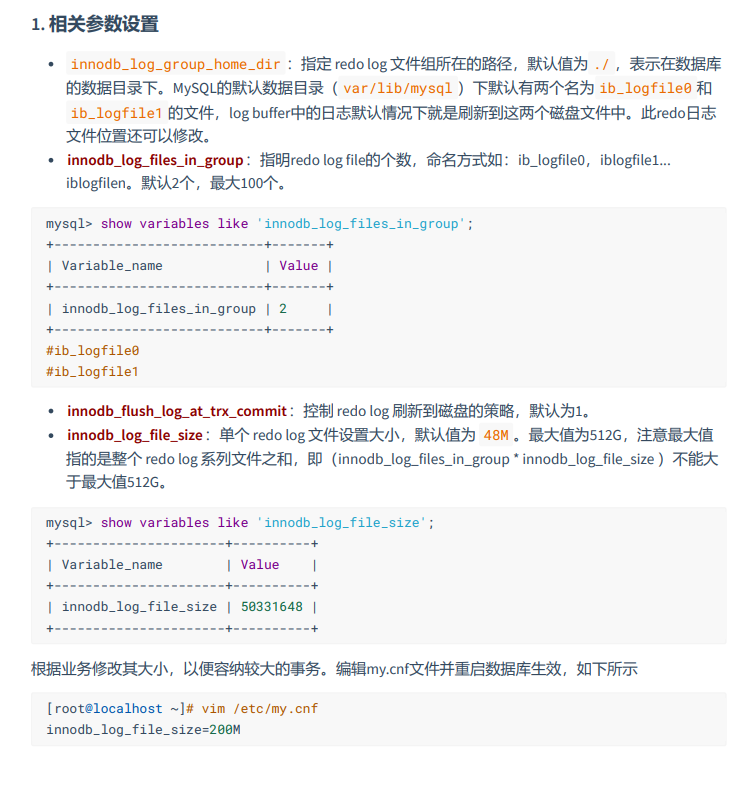 1. 相关参数设置
• innodb_log_group_home_dir ：指定 redo log 文件组所在的路径，默认值为 ./ ，表示在数据库
的数据目录下。MySQL的默认数据目录（ var/lib/mysql ）下默认有两个名为 ib_logfile0 和
ib_logfile1 的文件，log buffer中的日志默认情况下就是刷新到这两个磁盘文件中。此redo日志
文件位置还可以修改。
• innodb_log_files_in_group：指明redo log file的个数，命名方式如：ib_logfile0，iblogfile1...
iblogfilen。默认2个，最大100个。
mysql> show variables like 'innodb_log_files_in_group';
+---------------------------+-------+
| Variable_name             | Value |
+---------------------------+-------+
| innodb_log_files_in_group | 2     |
+---------------------------+-------+
#ib_logfile0
#ib_logfile1
• innodb_flush_log_at_trx_commit：控制 redo log 刷新到磁盘的策略，默认为1。
• innodb_log_file_size：单个 redo log 文件设置大小，默认值为 48M 。最大值为512G，注意最大值
指的是整个 redo log 系列文件之和，即（innodb_log_files_in_group * innodb_log_file_size ）不能大
于最大值512G。
mysql> show variables like 'innodb_log_file_size';
+----------------------+----------+
| Variable_name        | Value    |
+----------------------+----------+
| innodb_log_file_size | 50331648 |
+----------------------+----------+
根据业务修改其大小，以便容纳较大的事务。编辑my.cnf文件并重启数据库生效，如下所示
[root@localhost ~]# vim /etc/my.cnf
innodb_log_file_size=200M